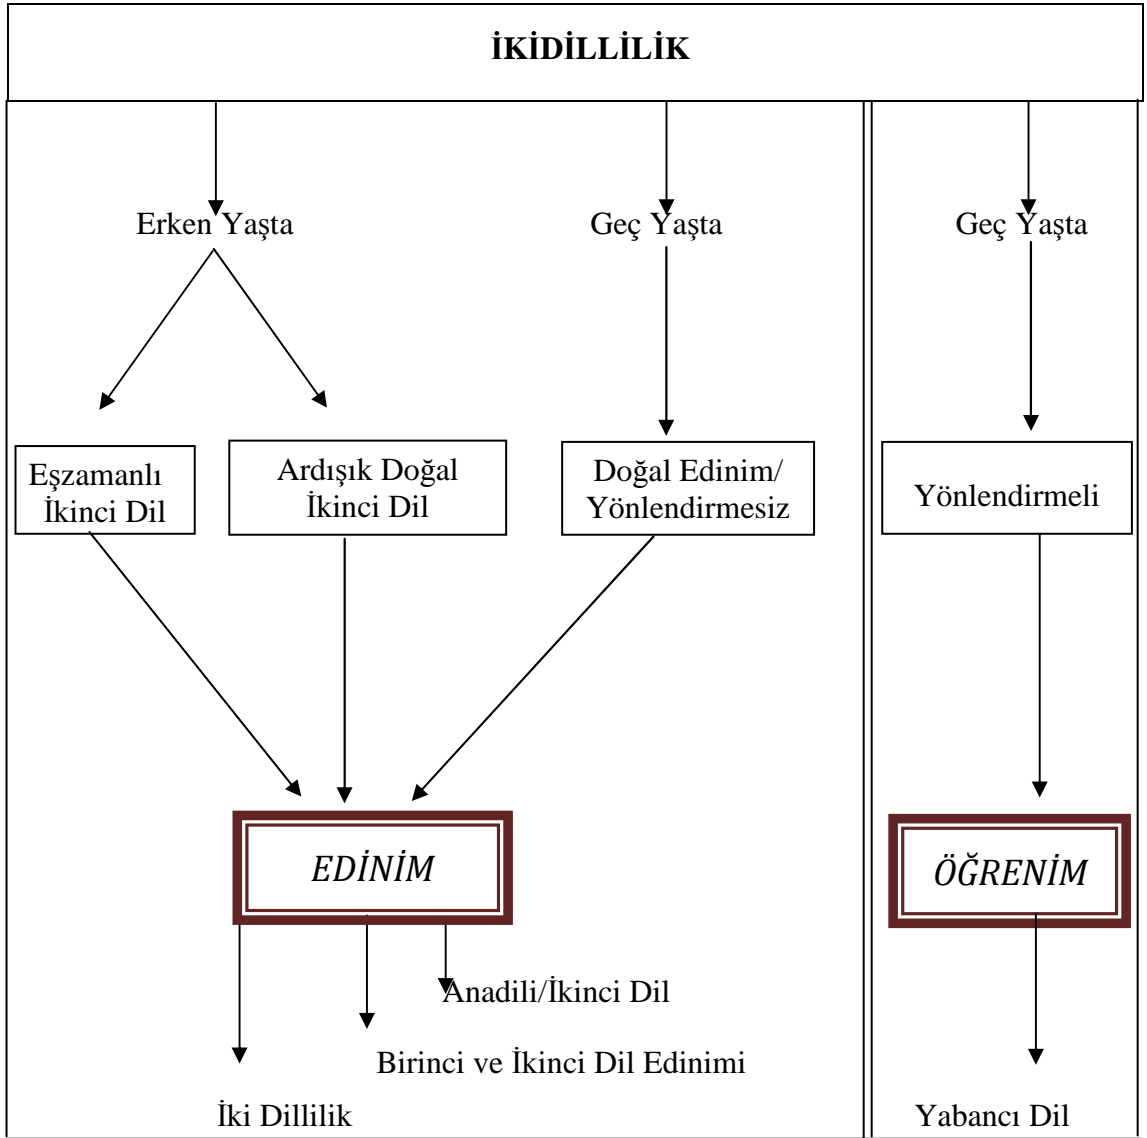 İKİDİLLİLİK
Erken Yaşta
Geç Yaşta
Geç Yaşta
Eşzamanlı
İkinci Dil
Ardışık Doğal
İkinci Dil
Doğal Edinim/
Yönlendirmesiz
Yönlendirmeli
EDİNİM
ÖĞRENİM
Anadili/İkinci Dil
Birinci ve İkinci Dil Edinimi
İki Dillilik
Yabancı Dil